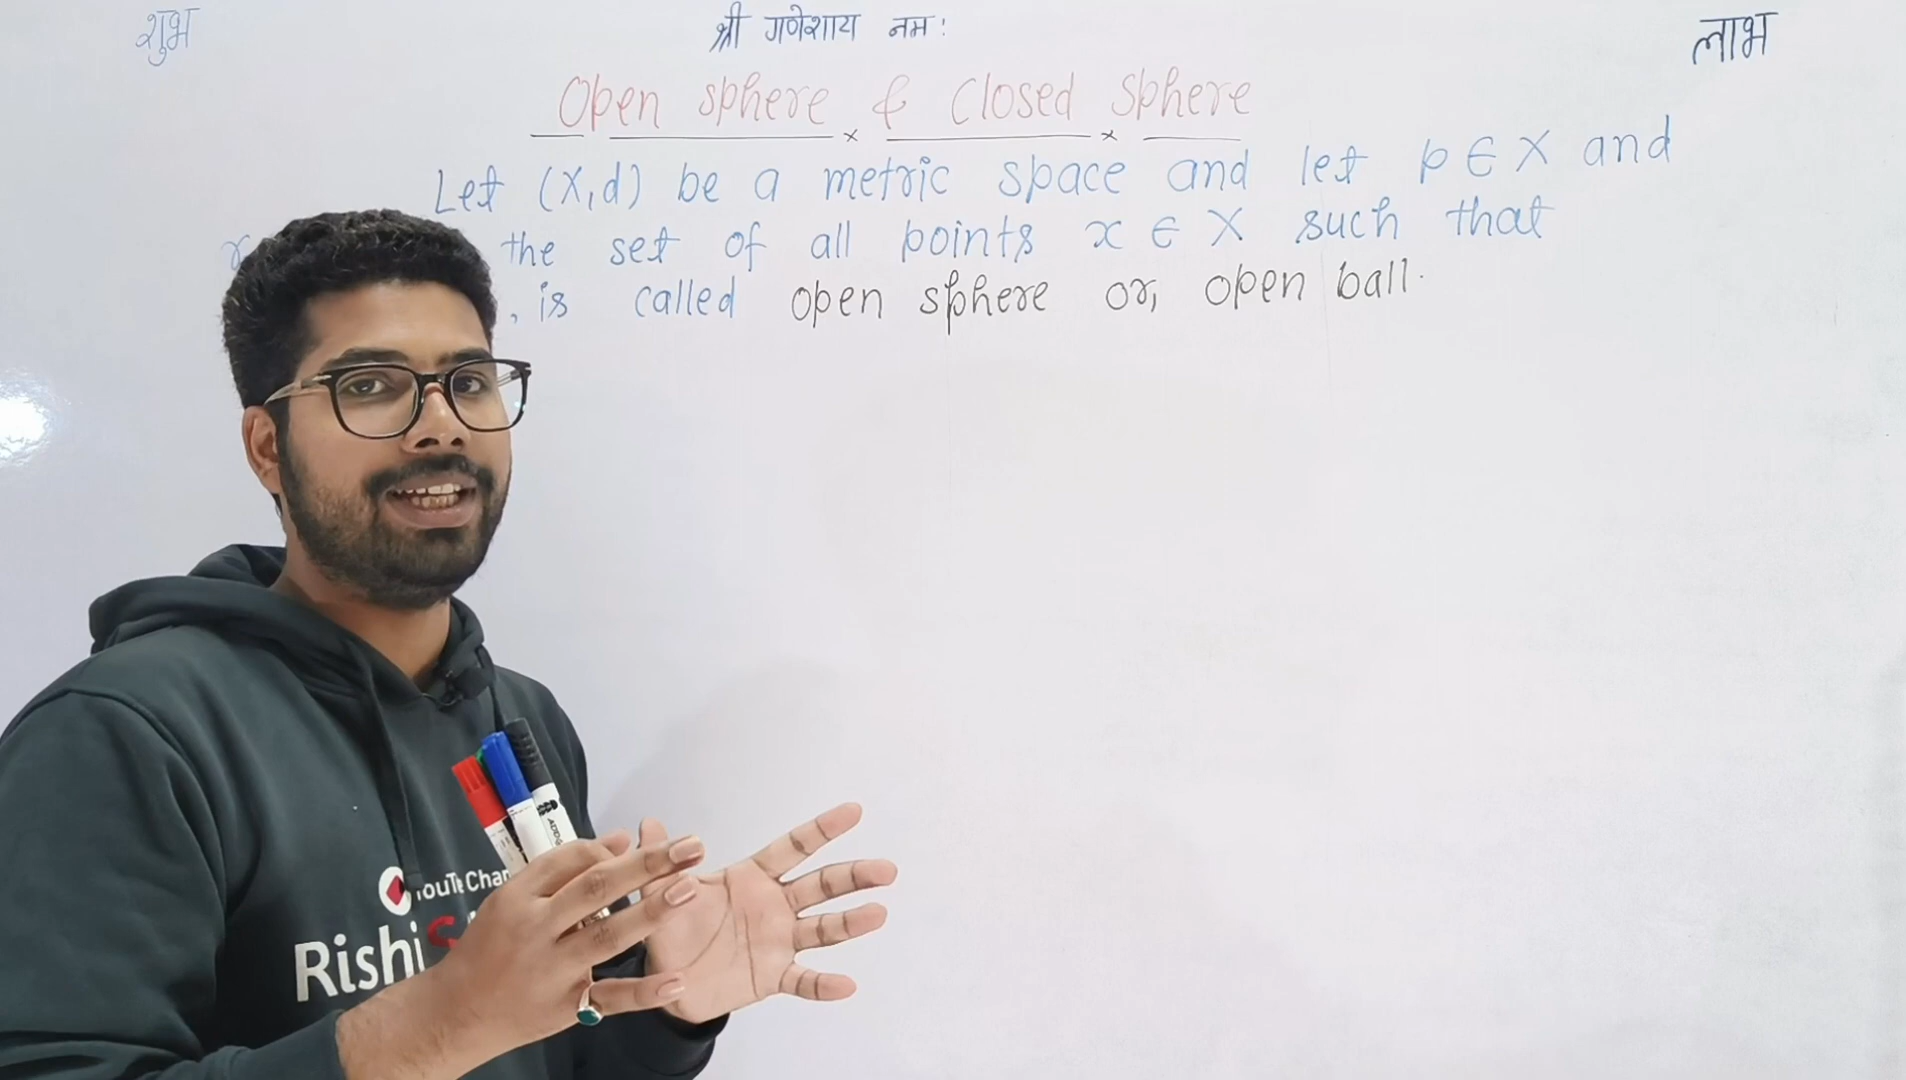 शुभ श्री गणेशाय नमः लाभ
Open sphere & Closed Sphere
Let (X,d) be a metric space and let p ∈ X and
r the set of all points x ∈ X such that
, is called open sphere or, open ball.
YouTube Chan
Rishi
ADDG